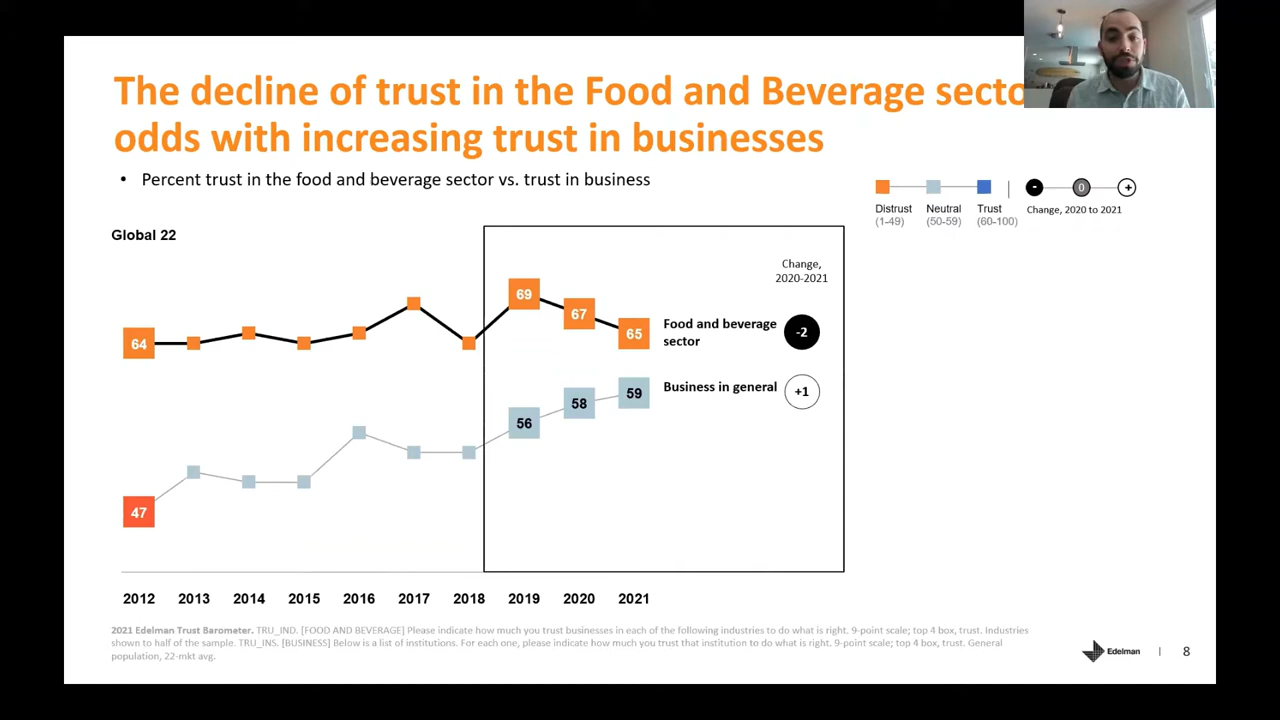 The decline of trust in the Food and Beverage
odds with increasing trust in businesses
• Percent trust in the food and beverage sector vs. trust in business
Distrust
(1-49)
Neutral
(50-59)
Trust
(60-100)
-
0
+
Change, 2020 to 2021
Global 22
Change,
2020-2021
64
69
67
65
Food and beverage
sector
-2
47
56
58
59
Business in general
+1
2012 2013 2014 2015 2016 2017 2018 2019 2020 2021
2021 Edelman Trust Barometer. TRU_IND. [FOOD AND BEVERAGE] Please indicate how much you trust businesses in each of the following industries to do what is right. 9-point scale; top 4 box, trust. Industries
shown to half of the sample. TRU_INS. [BUSINESS] Below is a list of institutions. For each one, please indicate how much you trust that institution to do what is right. 9-point scale; top 4 box, trust. General
population, 22-mkt avg.
Edelman | 8